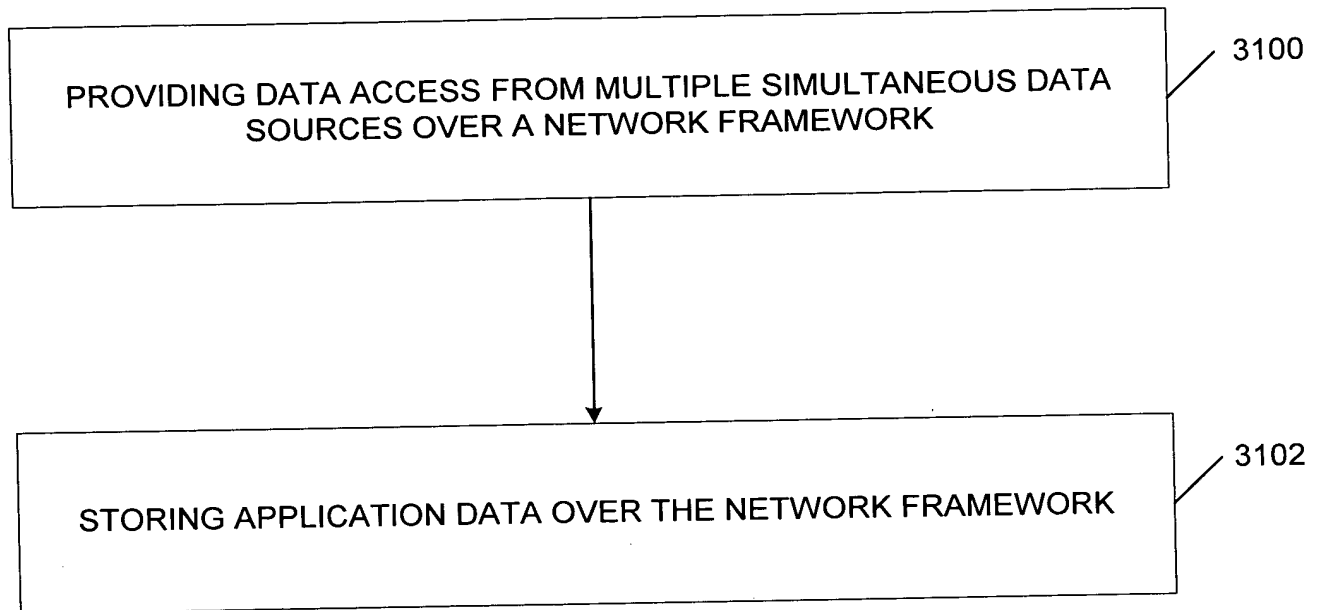 PROVIDING DATA ACCESS FROM MULTIPLE SIMULTANEOUS DATA
SOURCES OVER A NETWORK FRAMEWORK
3100
STORING APPLICATION DATA OVER THE NETWORK FRAMEWORK
3102